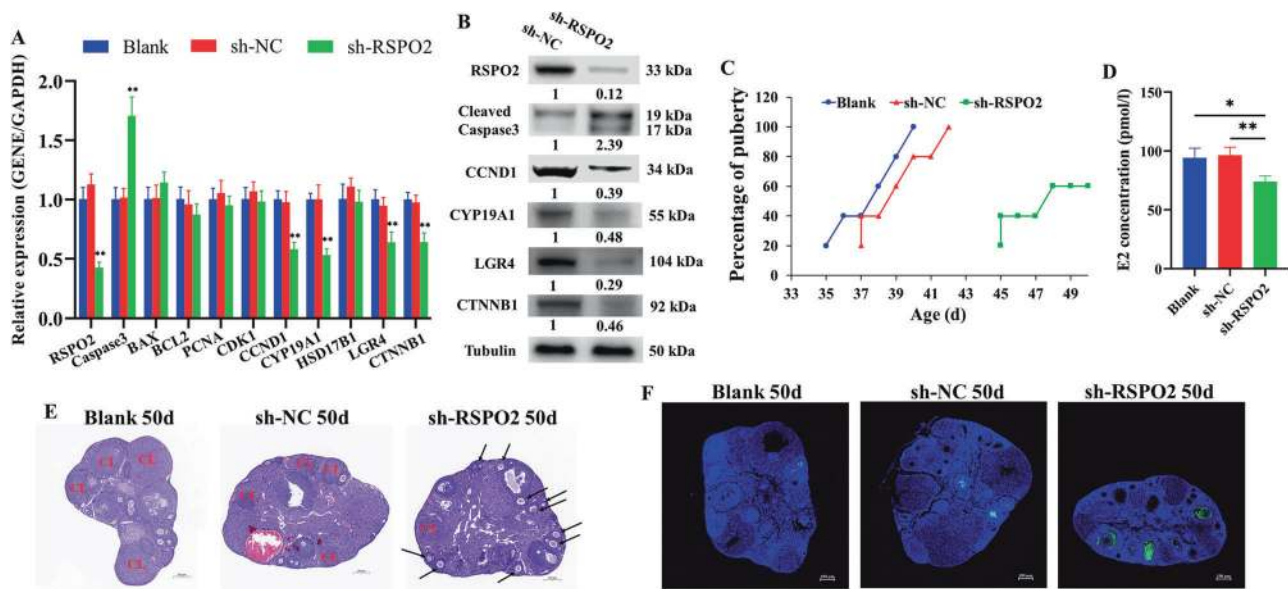 A
Blank
sh-NC
sh-RSPO2
Relative expression (GENE/GAPDH)
2.0
1.5
1.0
0.5
0.0
**
**
**
**
**
**
RSPO2
Caspase3
BAX
BCL2
PCNA
CDK1
CCND1
CYP19A1
HSD17B1
LGR4
CTNNB1
B
sh-NC
sh-RSPO2
RSPO2
33 kDa
1 0.12
Cleaved
Caspase3
19 kDa
17 kDa
1 2.39
CCND1
34 kDa
1 0.39
CYP19A1
55 kDa
1 0.48
LGR4
104 kDa
1 0.29
CTNNB1
92 kDa
1 0.46
Tubulin
50 kDa
C
Blank
sh-NC
sh-RSPO2
Percentage of puberty
120
100
80
60
40
20
0
33 35 37 39 41 43 45 47 49
Age (d)
D
E2 concentration (pmol/l)
150
100
50
0
*
**
Blank
sh-NC
sh-RSPO2
E
Blank 50d
CL
CL
CL
CL
sh-NC 50d
CL
CL
CL
CL
sh-RSPO2 50d
CL
F
Blank 50d
sh-NC 50d
sh-RSPO2 50d